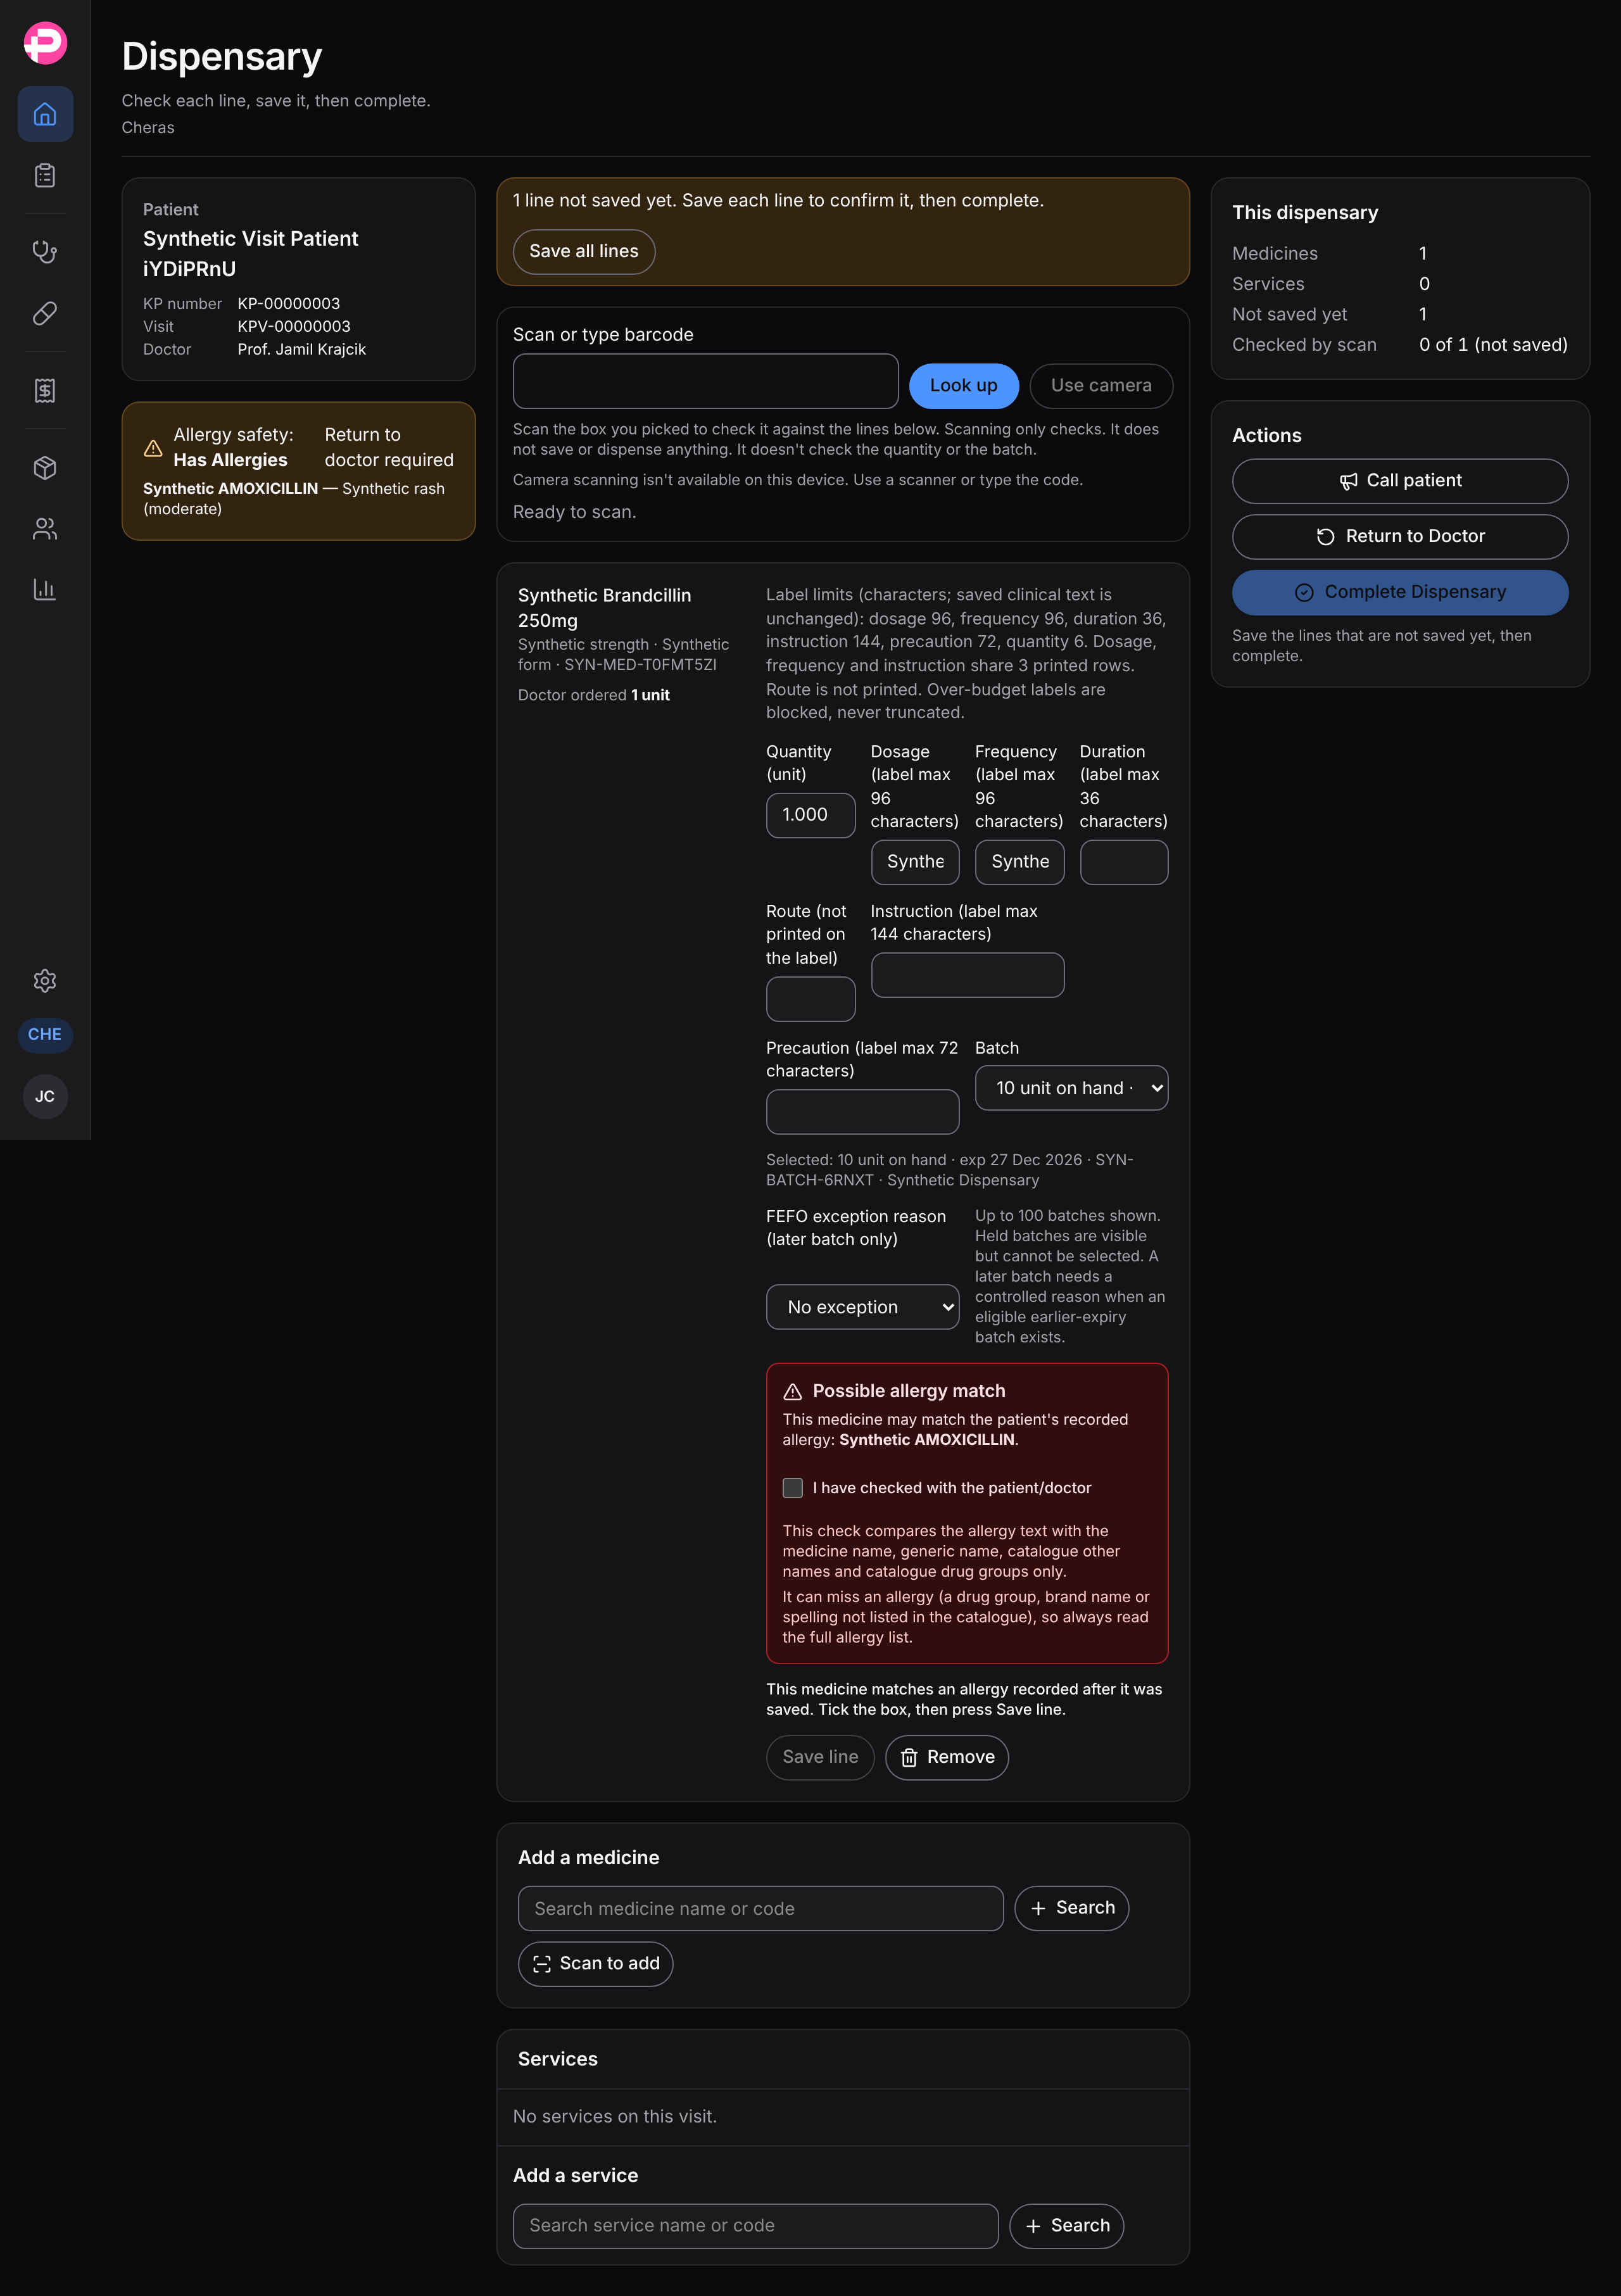 Dispensary
Check each line, save it, then complete.
Cheras
Patient
Synthetic Visit Patient
iYDiPRnU
KP number KP-00000003
Visit KPV-00000003
Doctor Prof. Jamil Krajcik
Allergy safety:
Has Allergies
Return to
doctor required
Synthetic AMOXICILLIN — Synthetic rash
(moderate)
1 line not saved yet. Save each line to confirm it, then complete.
Save all lines
Scan or type barcode
Look up
Use camera
Scan the box you picked to check it against the lines below. Scanning only checks. It does
not save or dispense anything. It doesn't check the quantity or the batch.
Camera scanning isn't available on this device. Use a scanner or type the code.
Ready to scan.
Synthetic Brandcillin
250mg
Synthetic strength · Synthetic
form · SYN-MED-T0FMT5ZI
Doctor ordered 1 unit
Label limits (characters; saved clinical text is
unchanged): dosage 96, frequency 96, duration 36,
instruction 144, precaution 72, quantity 6. Dosage,
frequency and instruction share 3 printed rows.
Route is not printed. Over-budget labels are
blocked, never truncated.
Quantity
(unit)
1.000
Dosage
(label max
96
characters)
Synthe
Frequency
(label max
96
characters)
Synthe
Duration
(label max
36
characters)
Route (not
printed on
the label)
Instruction (label max
144 characters)
Precaution (label max 72
characters)
Batch
10 unit on hand ·
Selected: 10 unit on hand · exp 27 Dec 2026 · SYN-
BATCH-6RNXT · Synthetic Dispensary
FEFO exception reason
(later batch only)
No exception
Up to 100 batches shown.
Held batches are visible
but cannot be selected. A
later batch needs a
controlled reason when an
eligible earlier-expiry
batch exists.
Possible allergy match
This medicine may match the patient's recorded
allergy: Synthetic AMOXICILLIN.
I have checked with the patient/doctor
This check compares the allergy text with the
medicine name, generic name, catalogue other
names and catalogue drug groups only.
It can miss an allergy (a drug group, brand name or
spelling not listed in the catalogue), so always read
the full allergy list.
This medicine matches an allergy recorded after it was
saved. Tick the box, then press Save line.
Save line
Remove
Add a medicine
Search medicine name or code
Search
Scan to add
Services
No services on this visit.
Add a service
Search service name or code
Search
This dispensary
Medicines 1
Services 0
Not saved yet 1
Checked by scan 0 of 1 (not saved)
Actions
Call patient
Return to Doctor
Complete Dispensary
Save the lines that are not saved yet, then
complete.
CHE
JC